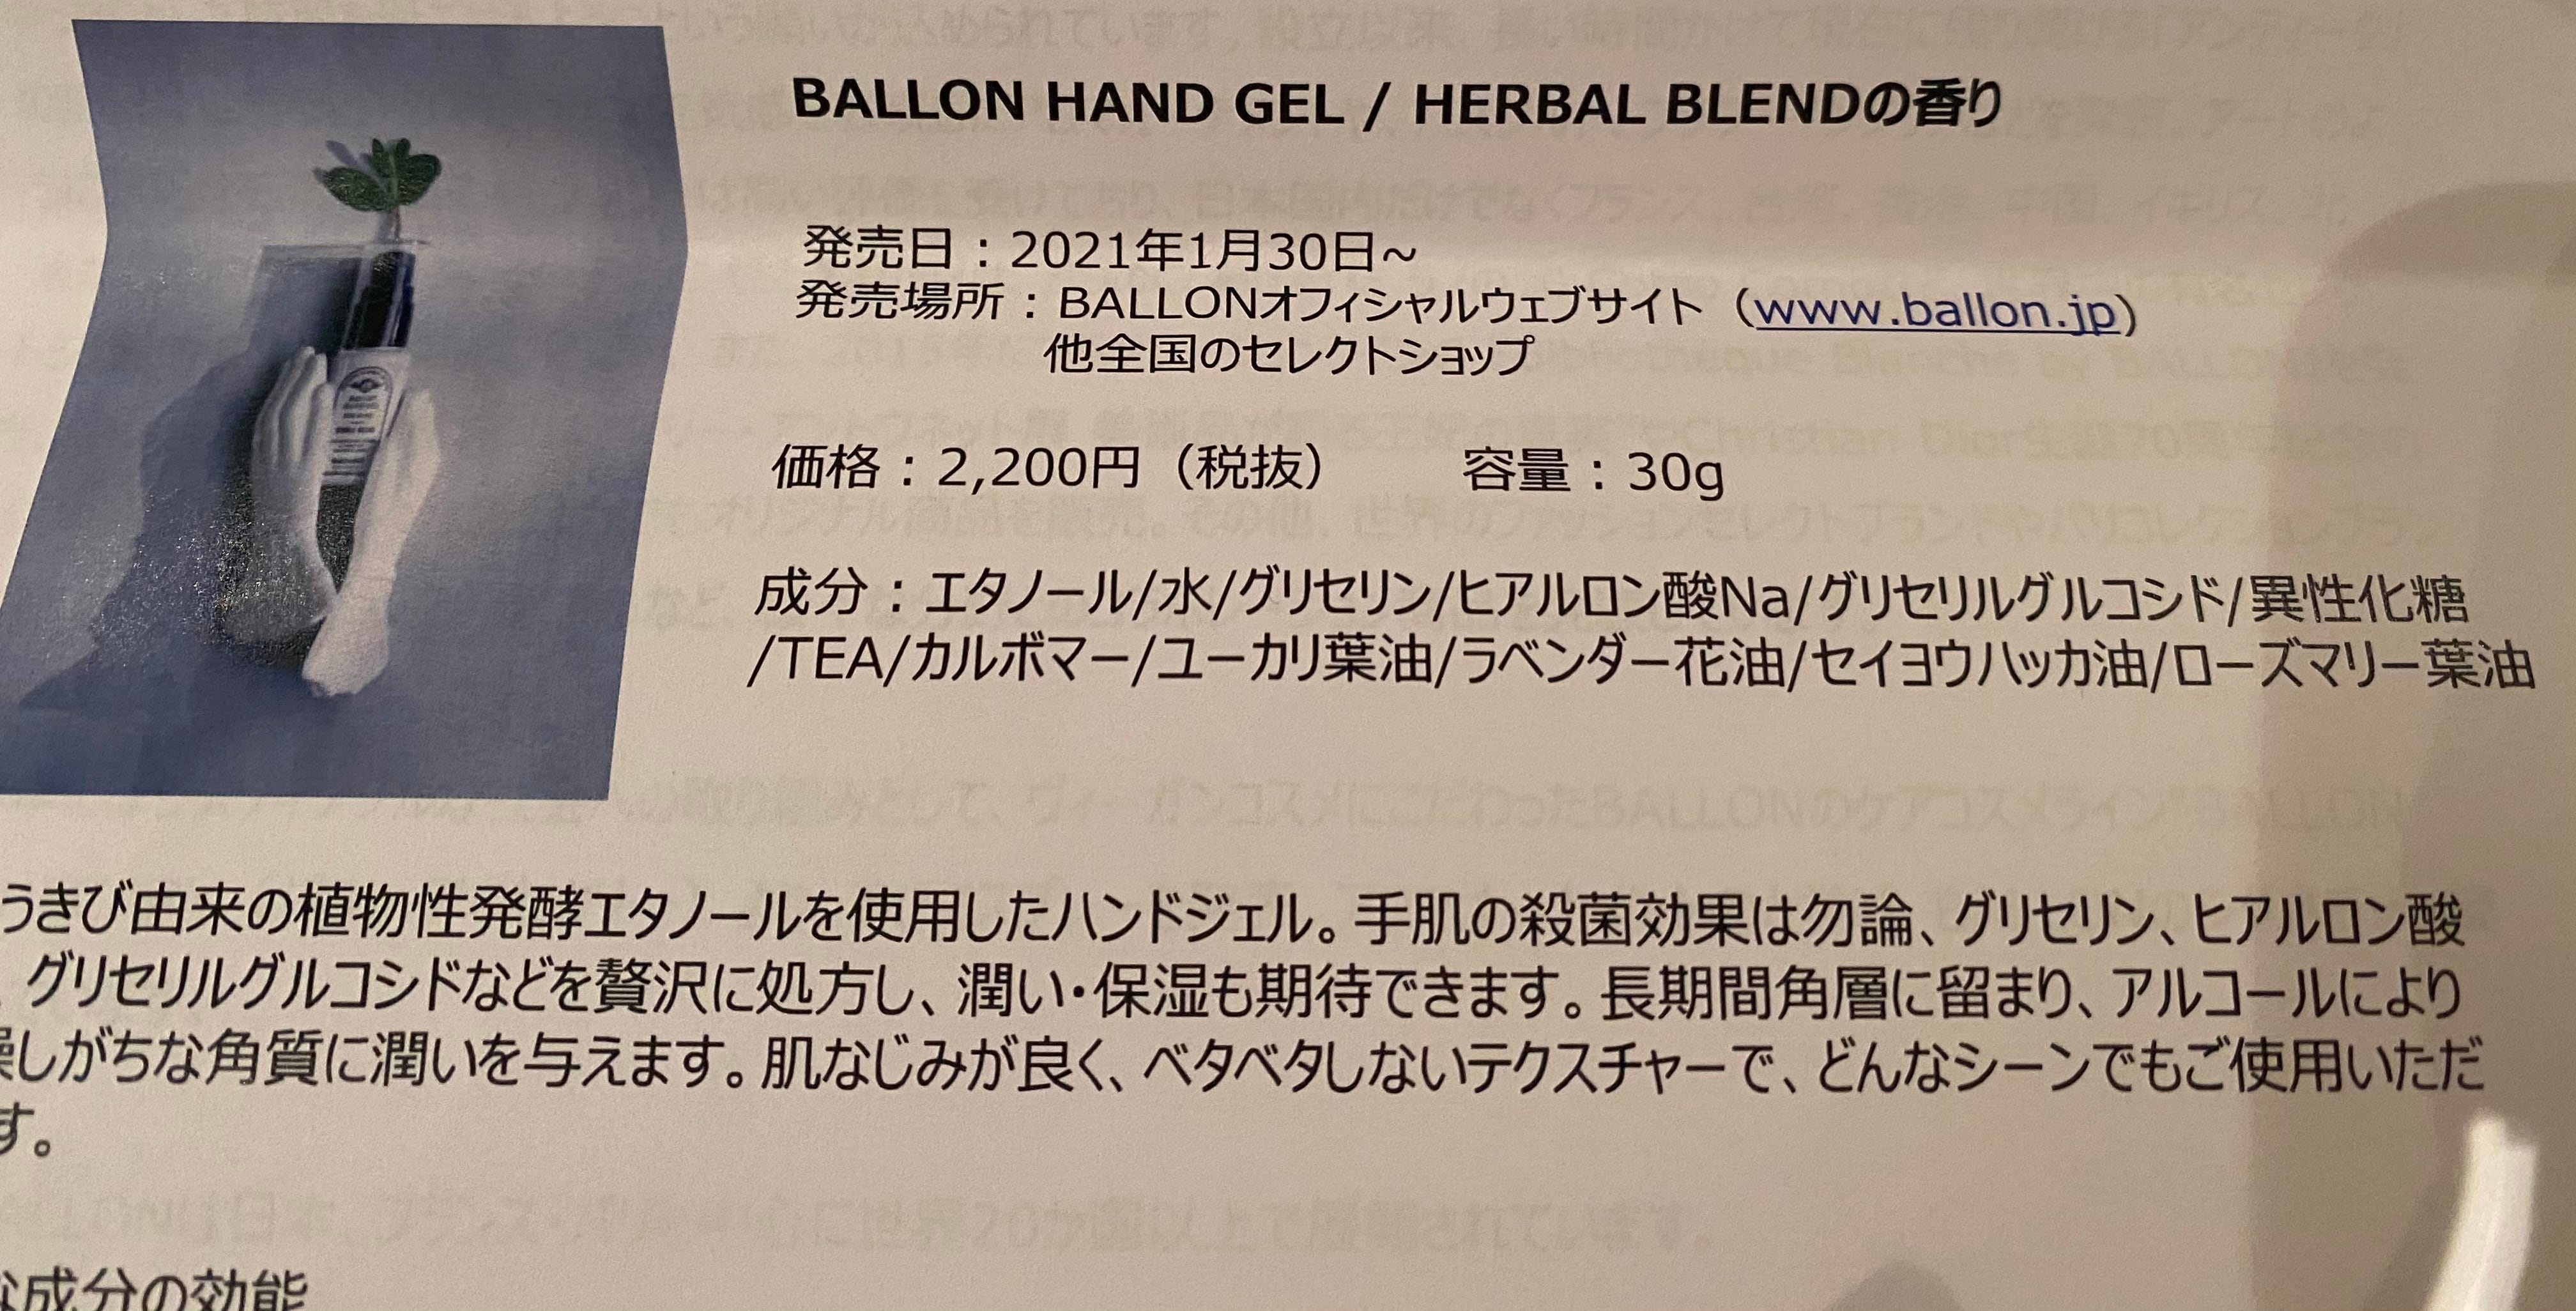 BALLON HAND GEL / HERBAL BLENDの香り
発売日：2021年1月30日~
発売場所：BALLONオフィシャルウェブサイト（www.ballon.jp）
他全国のセレクトショップ
価格：2,200円（税抜）　容量：30g
成分：エタノール/水/グリセリン/ヒアルロン酸Na/グリセリルグルコシド/異性化糖
/TEA/カルボマー/ユーカリ葉油/ラベンダー花油/セイヨウハッカ油/ローズマリー葉油
うきび由来の植物性発酵エタノールを使用したハンドジェル。手肌の殺菌効果は勿論、グリセリン、ヒアルロン酸
、グリセリルグルコシドなどを贅沢に処方し、潤い・保湿も期待できます。長期間角層に留まり、アルコールにより
燥しがちな角質に潤いを与えます。肌なじみが良く、ベタベタしないテクスチャーで、どんなシーンでもご使用いただ
す。
な成分の効能